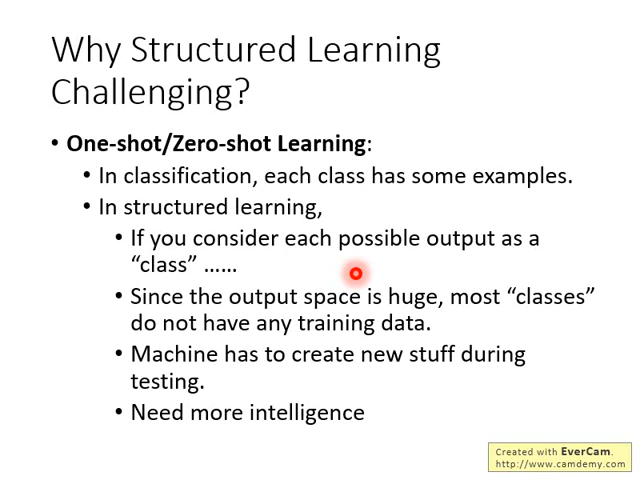 Why Structured Learning
Challenging?
• One-shot/Zero-shot Learning:
• In classification, each class has some examples.
• In structured learning,
• If you consider each possible output as a
“class” ……
• Since the output space is huge, most “classes”
do not have any training data.
• Machine has to create new stuff during
testing.
• Need more intelligence
Created with EverCam.
http://www.camdemy.com